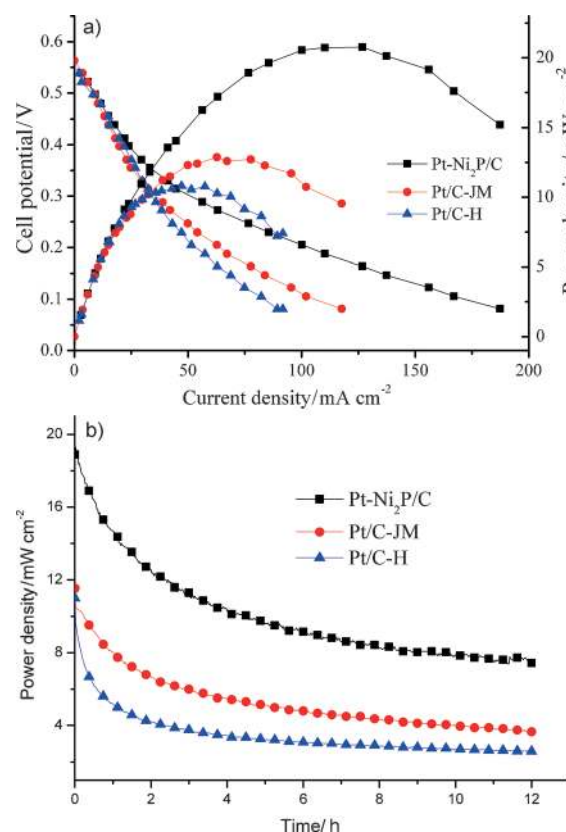 a)
Cell potential/V
0.6
0.5
0.4
0.3
0.2
0.1
0.0
20
15
10
5
0
Pt-Ni₂P/C
Pt/C-JM
Pt/C-H
0
50
100
150
200
Current density/mA cm⁻²
b)
Power density/mW cm⁻²
20
16
12
8
4
Pt-Ni₂P/C
Pt/C-JM
Pt/C-H
0
2
4
6
8
10
12
Time/ h